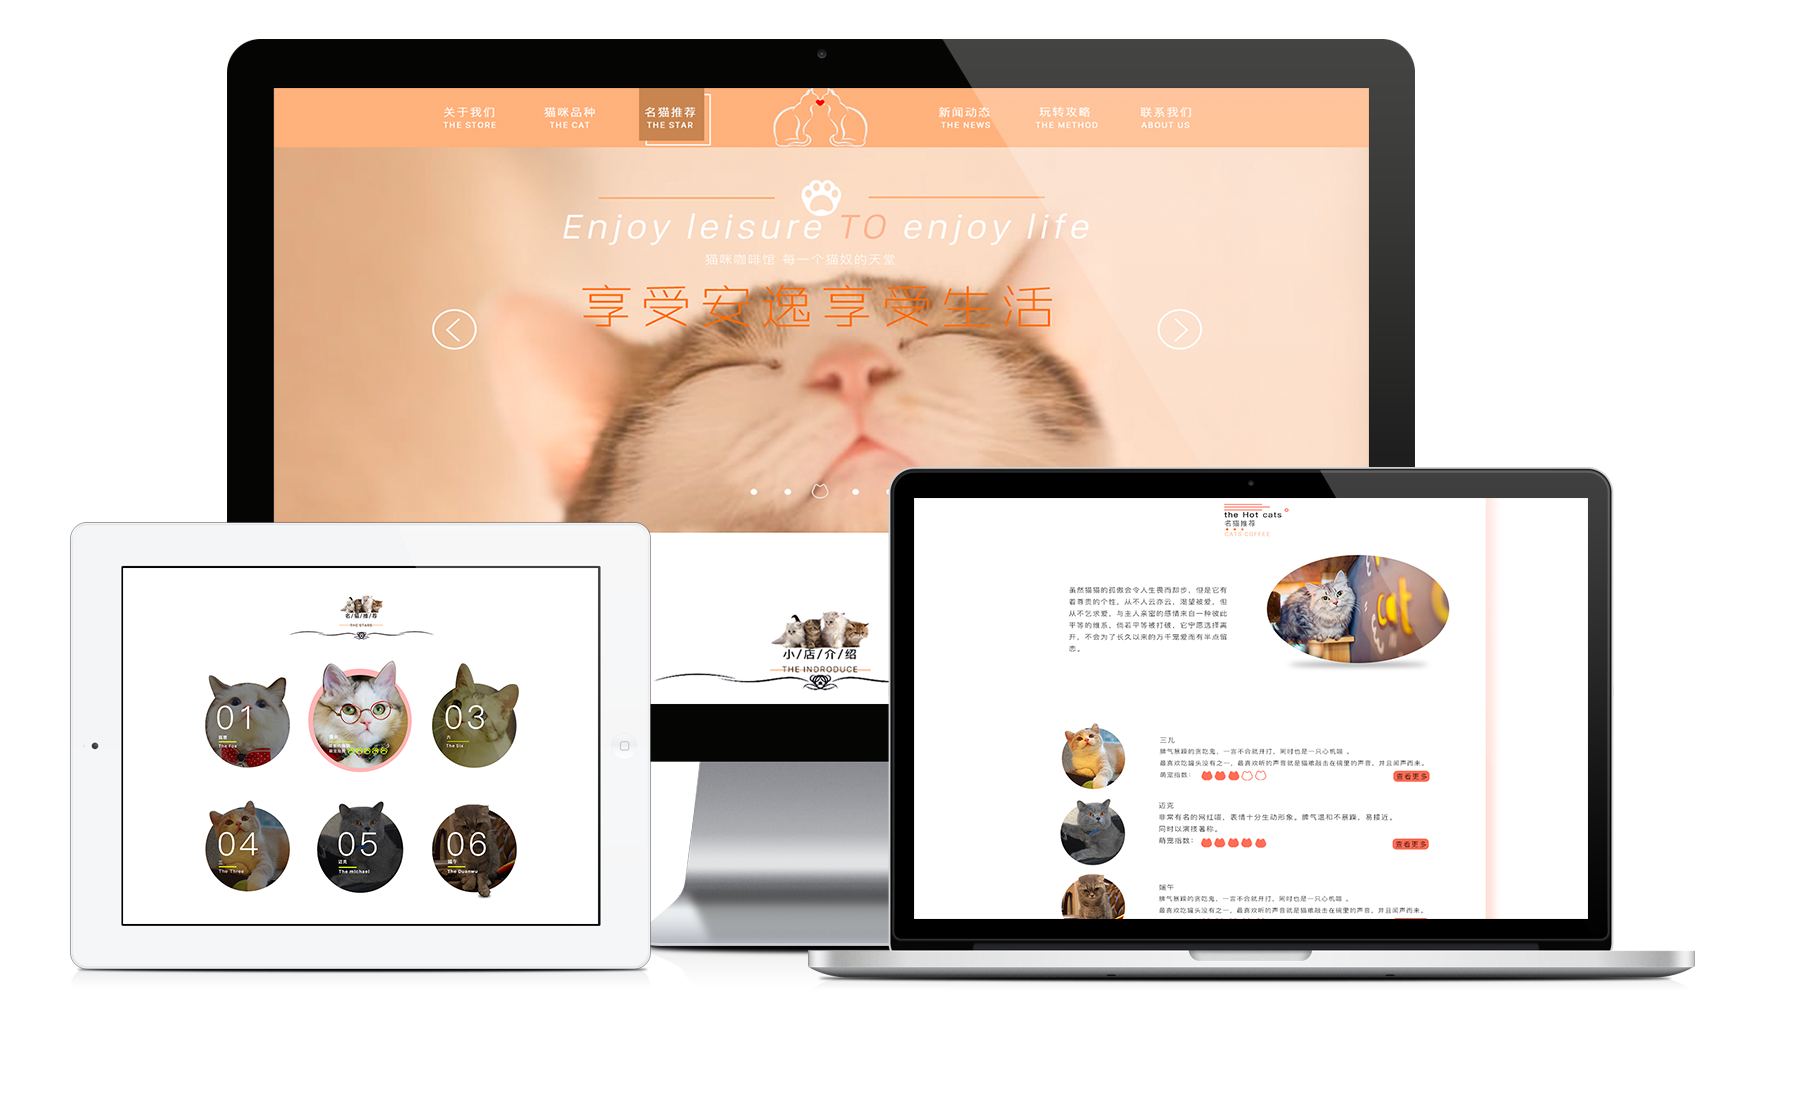 关于我们
THE STORE
猫咪品种
THE CAT
名猫推荐
THE STAR
新闻动态
THE NEWS
玩转攻略
THE METHOD
联系我们
ABOUT US
Enjoy leisure TO enjoy life
猫咪咖啡馆 每一个猫奴的天堂
享受安逸享受生活
小/店/介/绍
THE INDRODUCE
名/猫/推/荐
THE STARS
01
The Fox
03
六
The Six
04
三
The Three
05
迈克
The michael
06
端午
The Duanwu
the Hot cats
名猫推荐
CATS COFFEE
虽然猫猫的孤傲会令人生畏而却步，但是它有
着尊贵的个性，从不人云亦云，渴望被爱，但
从不乞求爱，与主人亲密的感情来自一种彼此
平等的维系，倘若平等被打破，它宁愿选择离
开，不会为了长久以来的万千宠爱而有半点留
恋。
三儿
脾气暴躁的贪吃鬼，一言不合就开打，同时也是一只心机喵 。
最喜欢吃罐头没有之一，最喜欢听的声音就是猫粮敲击在碗里的声音，并且闻声而来。
萌宠指数：
查看更多
迈克
非常有名的网红喵，表情十分生动形象。脾气温和不暴躁，易接近。
同时以演技著称。
萌宠指数：
查看更多
端午
脾气暴躁的贪吃鬼，一言不合就开打，同时也是一只心机喵 。
最喜欢吃罐头没有之一，最喜欢听的声音就是猫粮敲击在碗里的声音，并且闻声而来。